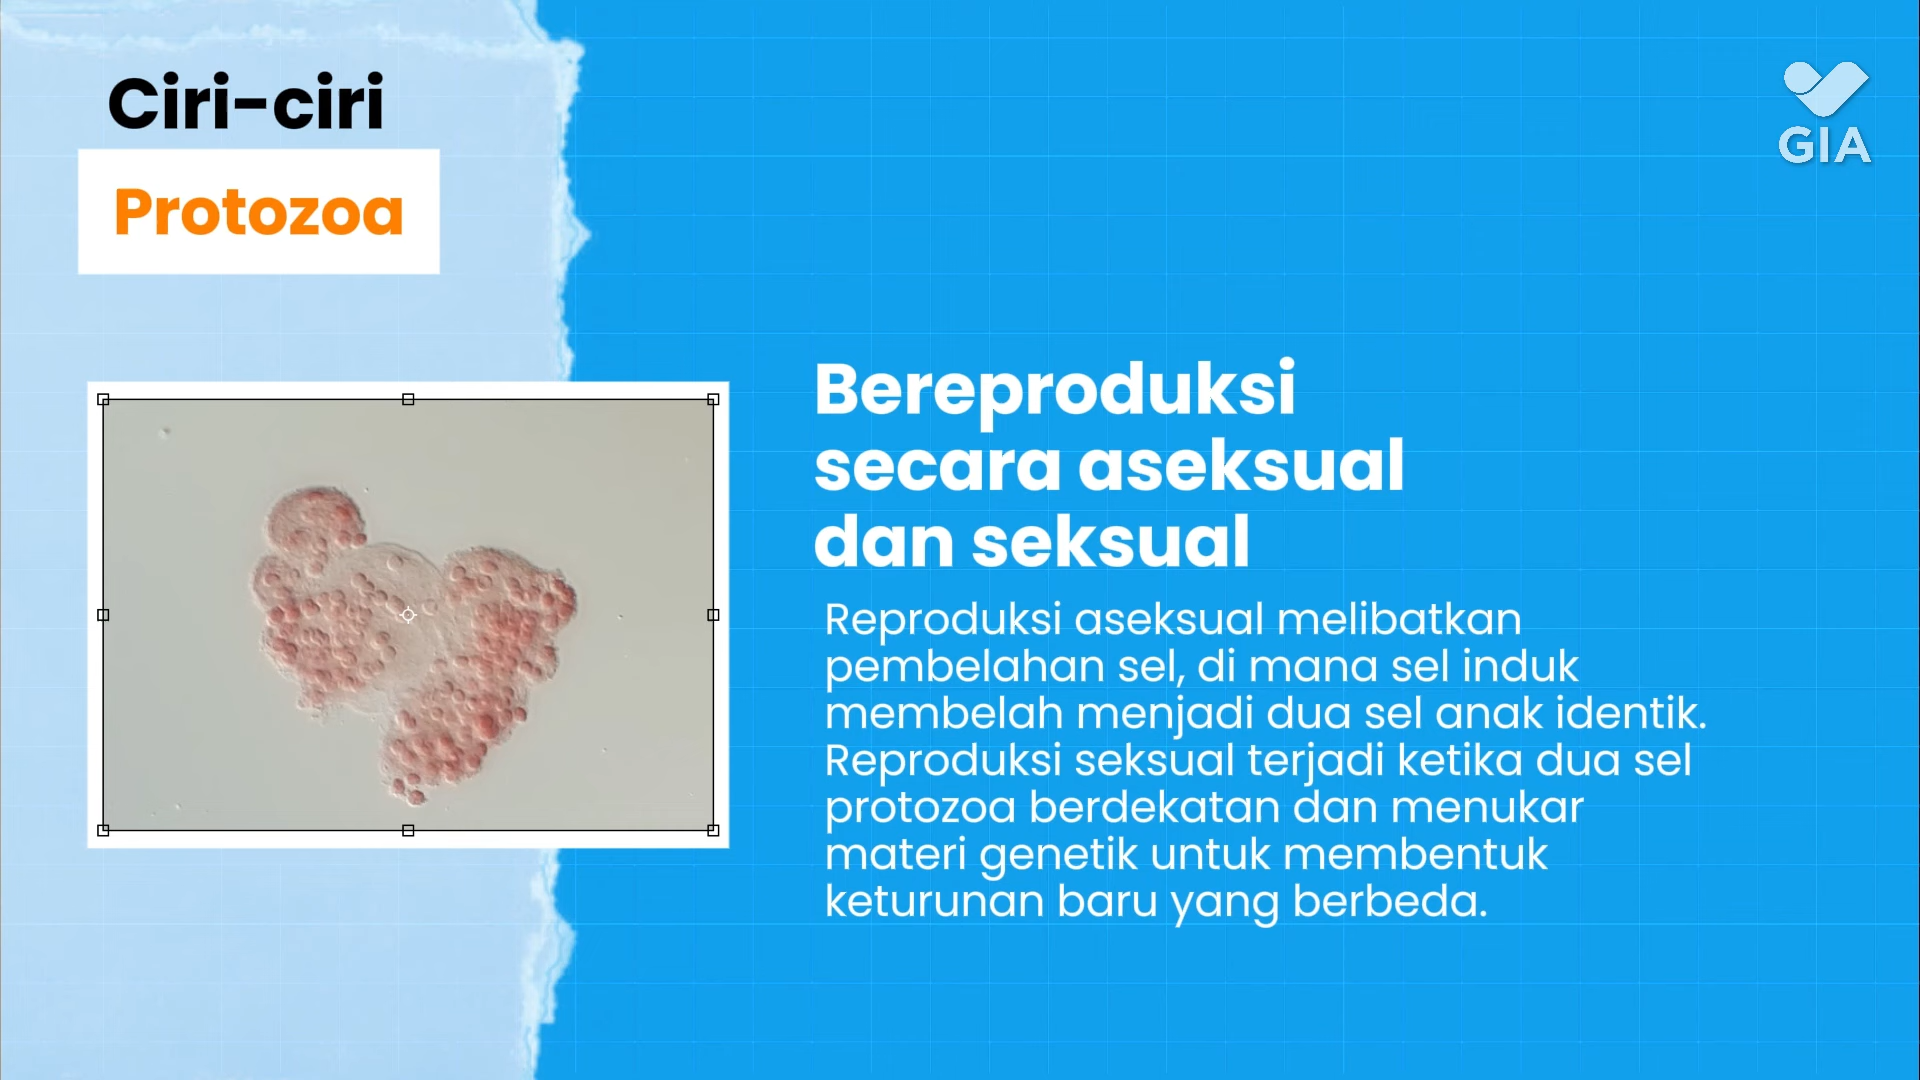 Ciri-ciri
Protozoa
GIA
Bereproduksi
secara aseksual
dan seksual
Reproduksi aseksual melibatkan
pembelahan sel, di mana sel induk
membelah menjadi dua sel anak identik.
Reproduksi seksual terjadi ketika dua sel
protozoa berdekatan dan menukar
materi genetik untuk membentuk
keturunan baru yang berbeda.